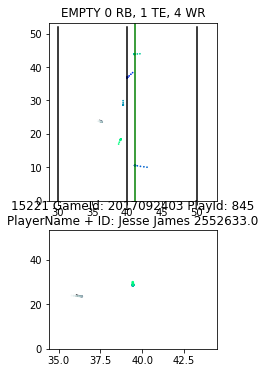 EMPTY 0 RB, 1 TE, 4 WR
50
40
30
20
10
0
30 35 40 45 50
15221 GameId: 2017092403 PlayId: 845
PlayerName + ID: Jesse James 2552633.0
40
20
0
35.0 37.5 40.0 42.5